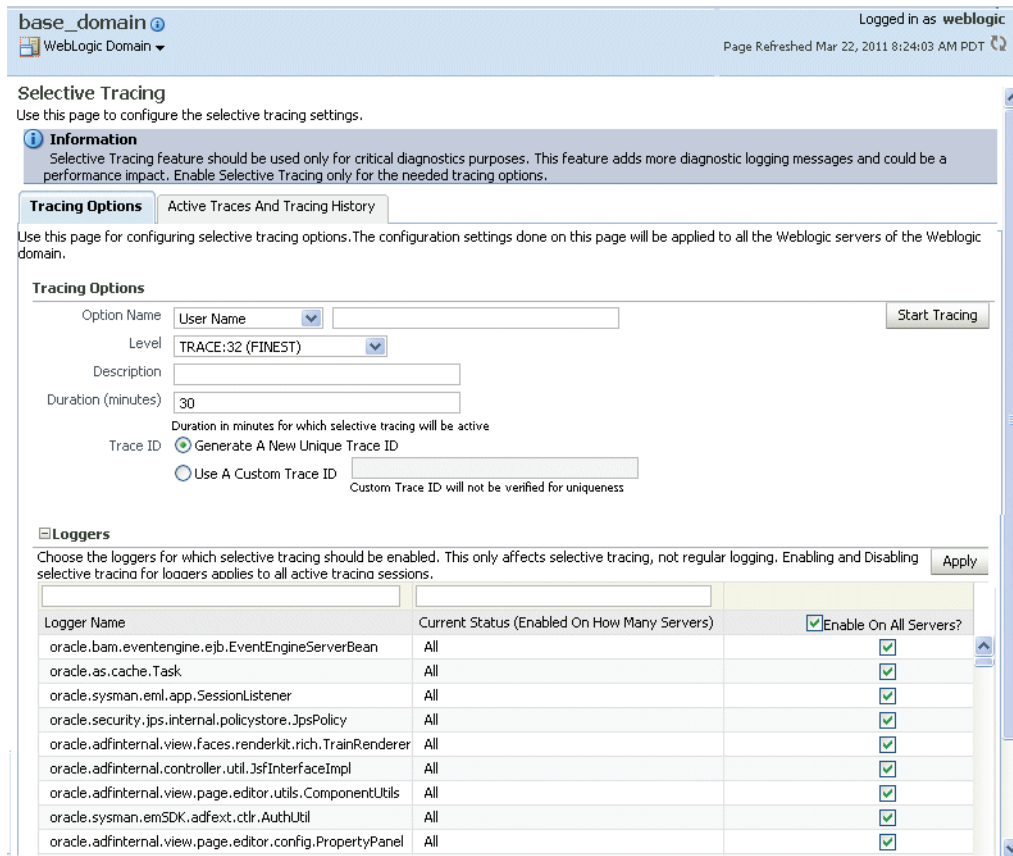 base_domain
Logged in as weblogic
WebLogic Domain
Page Refreshed Mar 22, 2011 8:24:03 AM PDT
Selective Tracing
Use this page to configure the selective tracing settings.
Information
Selective Tracing feature should be used only for critical diagnostics purposes. This feature adds more diagnostic logging messages and could be a
performance impact. Enable Selective Tracing only for the needed tracing options.
Tracing Options
Active Traces And Tracing History
Use this page for configuring selective tracing options.The configuration settings done on this page will be applied to all the Weblogic servers of the Weblogic
domain.
Tracing Options
Option Name User Name
Start Tracing
Level TRACE:32 (FINEST)
Description
Duration (minutes) 30
Duration in minutes for which selective tracing will be active
Trace ID Generate A New Unique Trace ID
Use A Custom Trace ID
Custom Trace ID will not be verified for uniqueness
Loggers
Choose the loggers for which selective tracing should be enabled. This only affects selective tracing, not regular logging. Enabling and Disabling
selective tracing for loggers applies to all active tracing sessions.
Apply
Logger Name Current Status (Enabled On How Many Servers) Enable On All Servers?
oracle.bam.eventengine.ejb.EventEngineServerBean All
oracle.as.cache.Task All
oracle.sysman.eml.app.SessionListener All
oracle.security.jps.internal.policystore.JpsPolicy All
oracle.adfinternal.view.faces.renderkit.rich.TrainRenderer All
oracle.adfinternal.controller.util.JsfInterfaceImpl All
oracle.adfinternal.view.page.editor.utils.ComponentUtils All
oracle.sysman.emSDK.adfext.ctlr.AuthUtil All
oracle.adfinternal.view.page.editor.config.PropertyPanel All